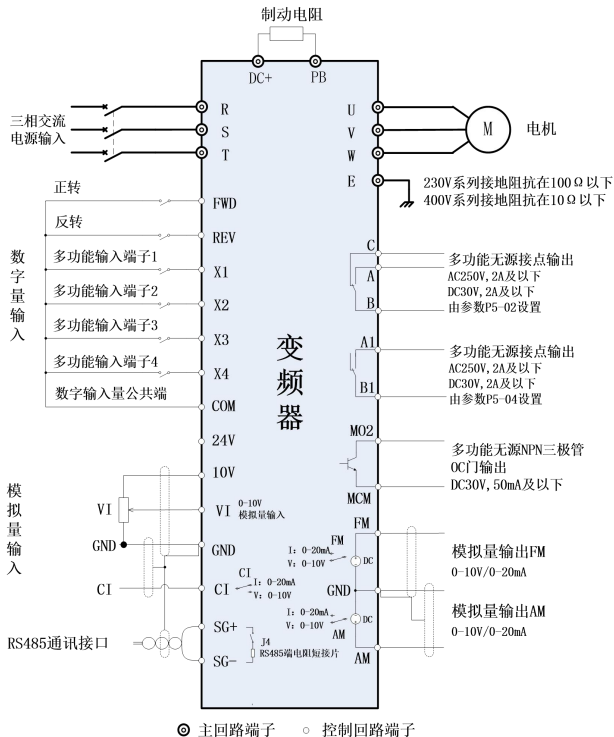 制动电阻
DC+ PB
三相交流
电源输入
R
S
T
U
V
W
E
M
电机
230V系列接地阻抗在100Ω以下
400V系列接地阻抗在10Ω以下
数字量输入
正转
FWD
反转
REV
多功能输入端子1
X1
多功能输入端子2
X2
多功能输入端子3
X3
多功能输入端子4
X4
数字输入量公共端
COM
24V
变频器
C
A
B
多功能无源接点输出
AC250V,2A及以下
DC30V,2A及以下
由参数P5-02设置
A1
B1
多功能无源接点输出
AC250V,2A及以下
DC30V,2A及以下
由参数P5-04设置
MO2
MCM
多功能无源NPN三极管
OC门输出
DC30V,50mA及以下
模拟量输入
10V
VI
VI
0-10V
模拟量输入
GND
GND
CI
CI
CI
I: 0-20mA
V: 0-10V
FM
FM
I: 0-20mA
V: 0-10V
DC
GND
I: 0-20mA
V: 0-10V
DC
AM
AM
模拟量输出FM
0-10V/0-20mA
模拟量输出AM
0-10V/0-20mA
RS485通讯接口
SG+
SG-
J4
RS485端电阻短接片
主回路端子 控制回路端子